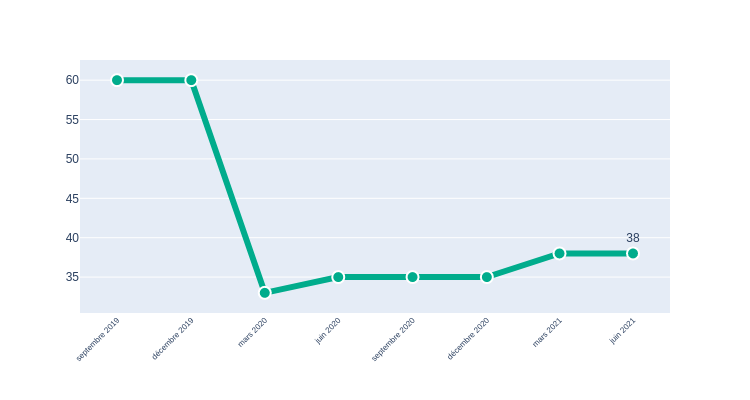 60
55
50
45
40
35
38
septembre 2019
décembre 2019
mars 2020
juin 2020
septembre 2020
décembre 2020
mars 2021
juin 2021